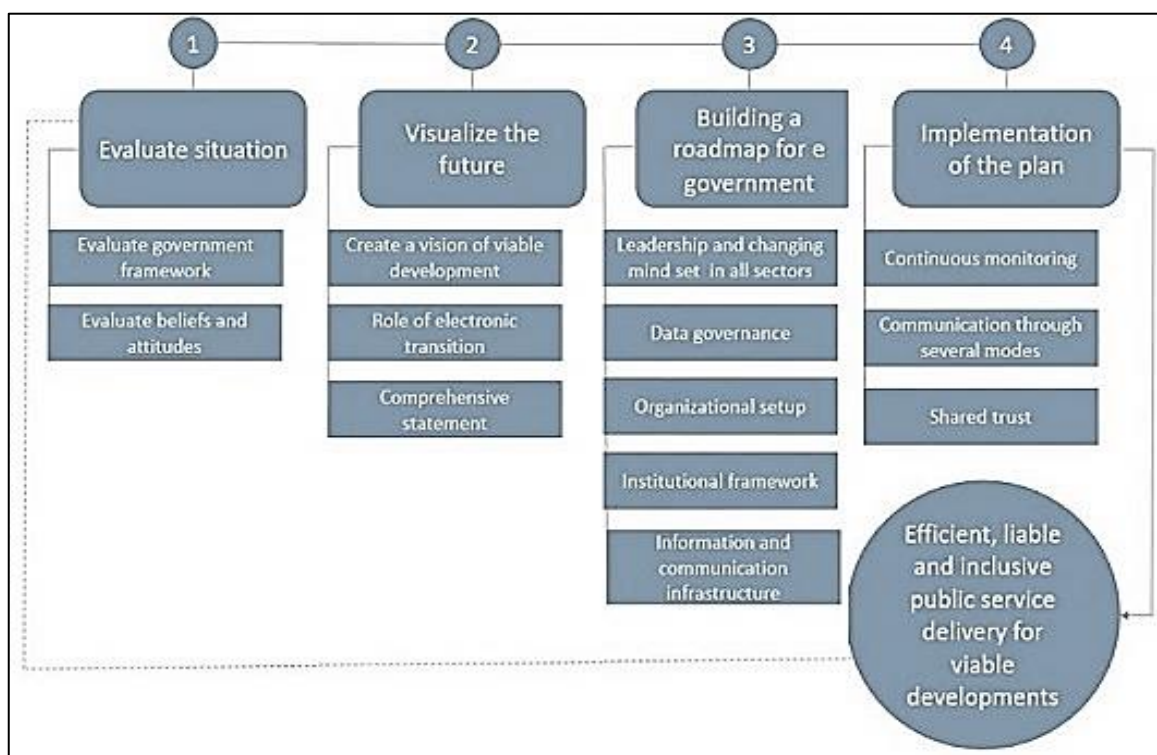 1
2
3
4
Evaluate situation
Visualize the
future
Building a
roadmap for e
government
Implementation
of the plan
Evaluate government
framework
Evaluate beliefs and
attitudes
Create a vision of viable
development
Role of electronic
transition
Comprehensive
statement
Leadership and changing
mind set in all sectors
Data governance
Organizational setup
Institutional framework
Information and
communication
infrastructure
Continuous monitoring
Communication through
several modes
Shared trust
Efficient, liable
and inclusive
public service
delivery for
viable
developments